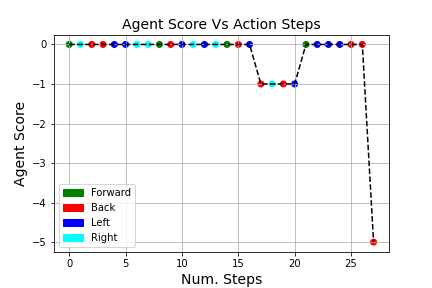 Agent Score Vs Action Steps
Agent Score
0
−1
−2
−3
−4
−5
Forward
Back
Left
Right
0 5 10 15 20 25
Num. Steps